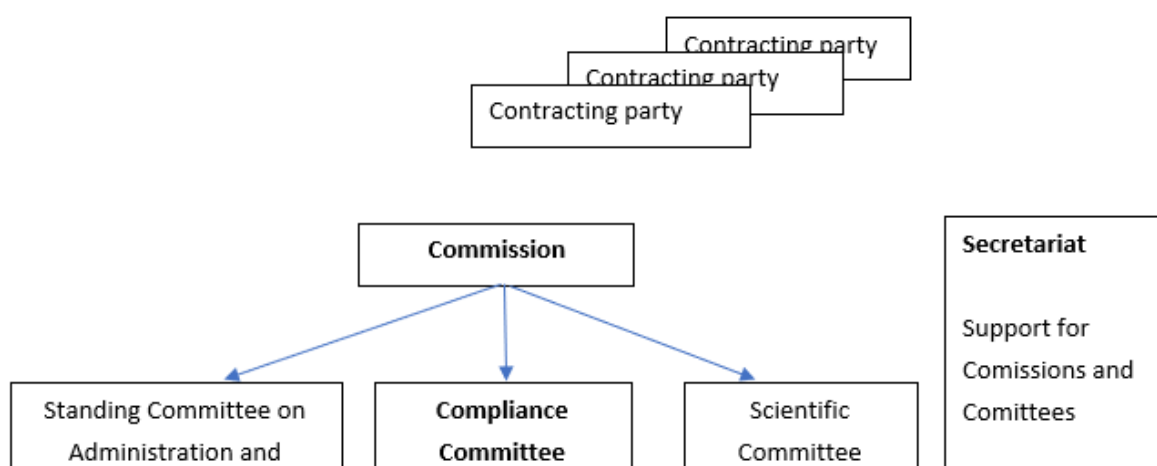 Contracting party
Contracting party
Contracting party
Commission
Secretariat
Support for
Comissions and
Comittees
Standing Committee on
Administration and
Compliance
Committee
Scientific
Committee